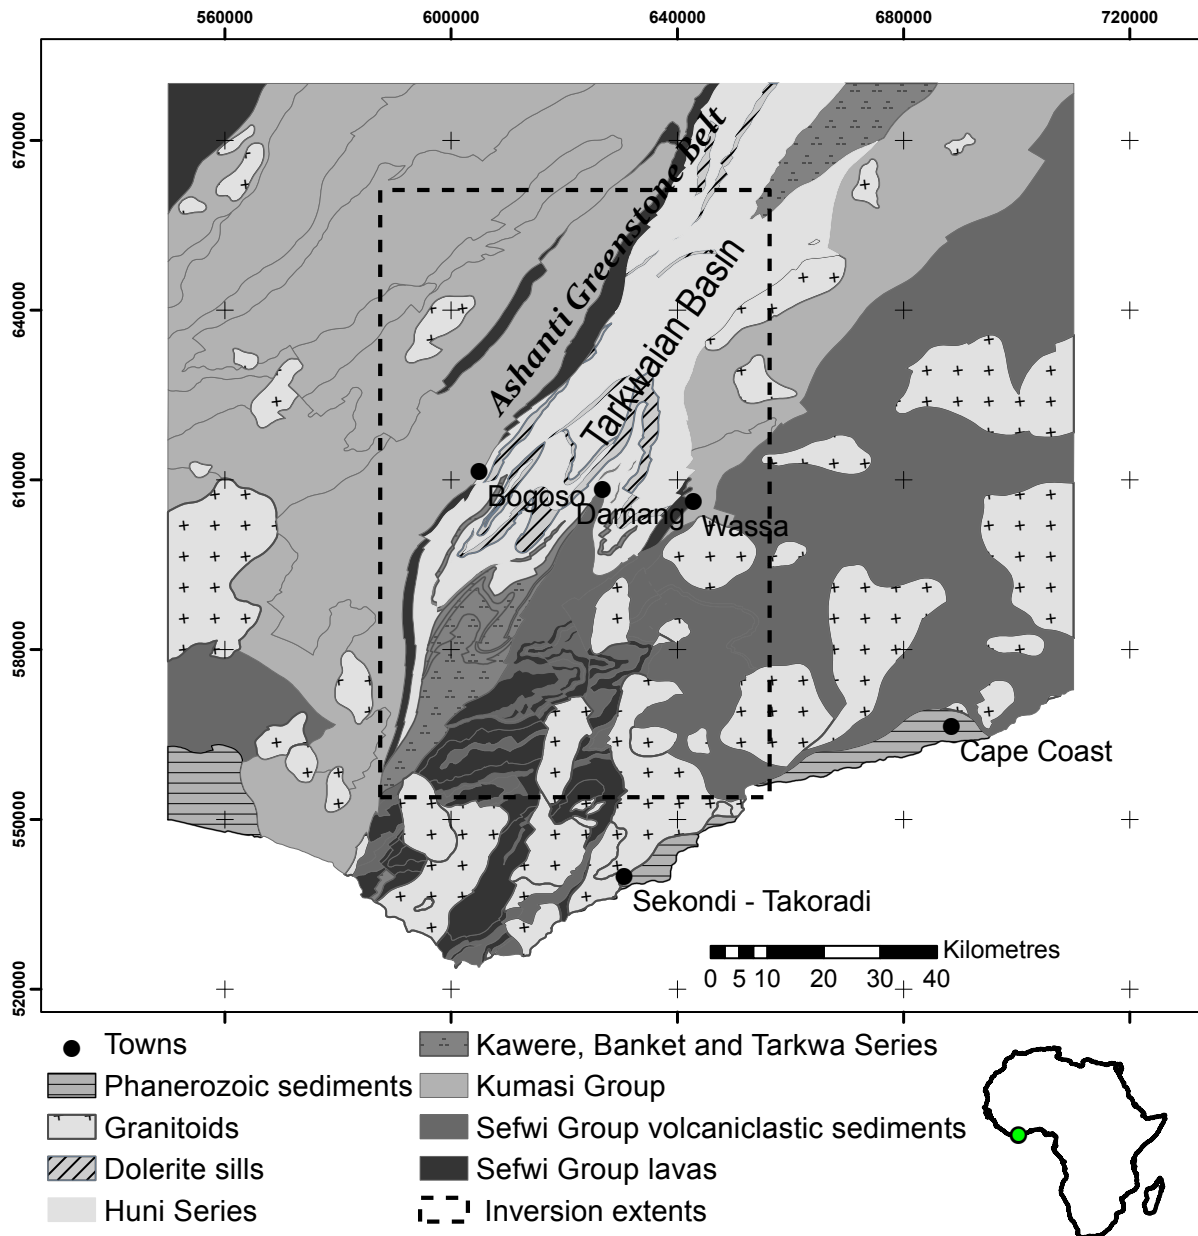 560000 600000 640000 680000 720000
670000
640000
610000
580000
550000
520000
Ashanti Greenstone Belt
Tarkwaian Basin
Bogoso
Damang
Wassa
Cape Coast
Sekondi - Takoradi
Kilometres
0 5 10 20 30 40
Towns
Phanerozoic sediments
Granitoids
Dolerite sills
Huni Series
Kawere, Banket and Tarkwa Series
Kumasi Group
Sefwi Group volcaniclastic sediments
Sefwi Group lavas
Inversion extents